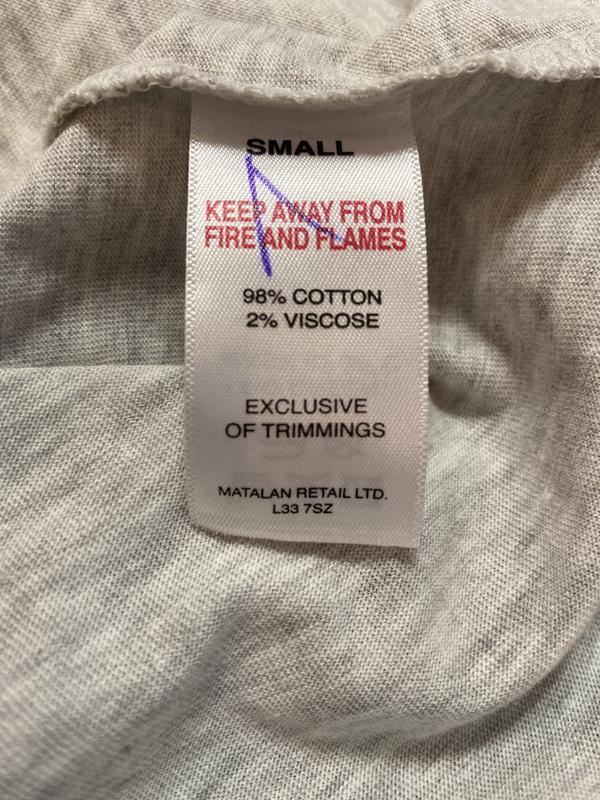 SMALL
KEEP AWAY FROM
FIRE AND FLAMES
98% COTTON
2% VISCOSE
EXCLUSIVE
OF TRIMMINGS
MATALAN RETAIL LTD.
L33 7SZ